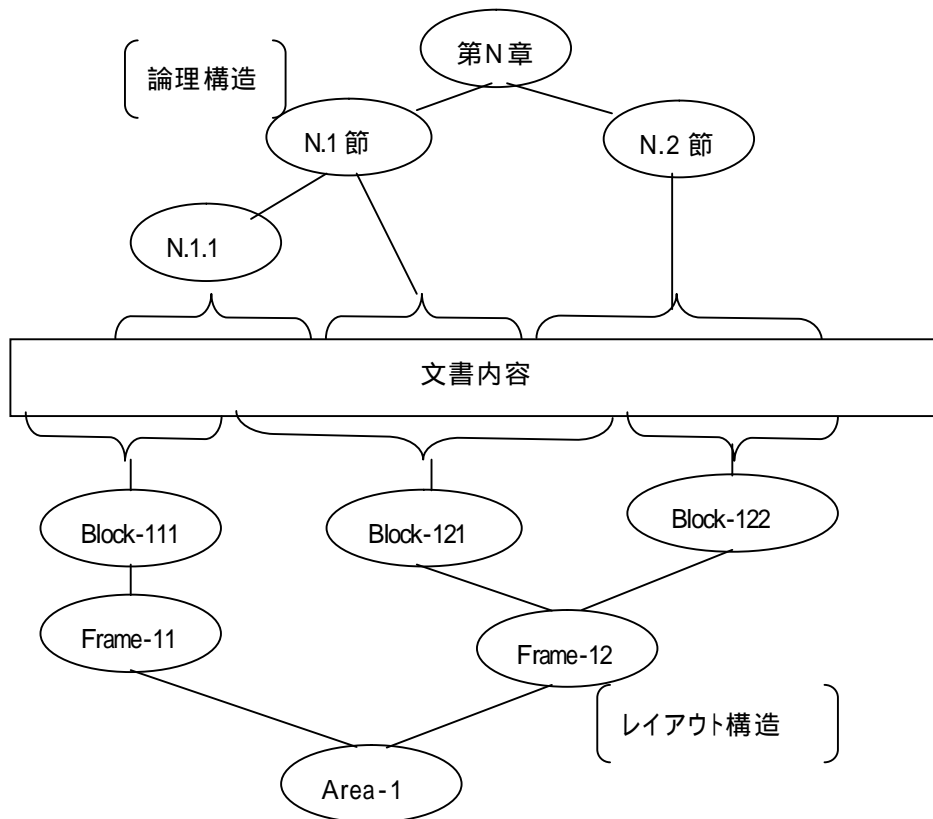 第N 章
論理構造
N.1 節
N.2 節
N.1.1
文書内容
Block-111
Block-121
Block-122
Frame-11
Frame-12
レイアウト構造
Area-1